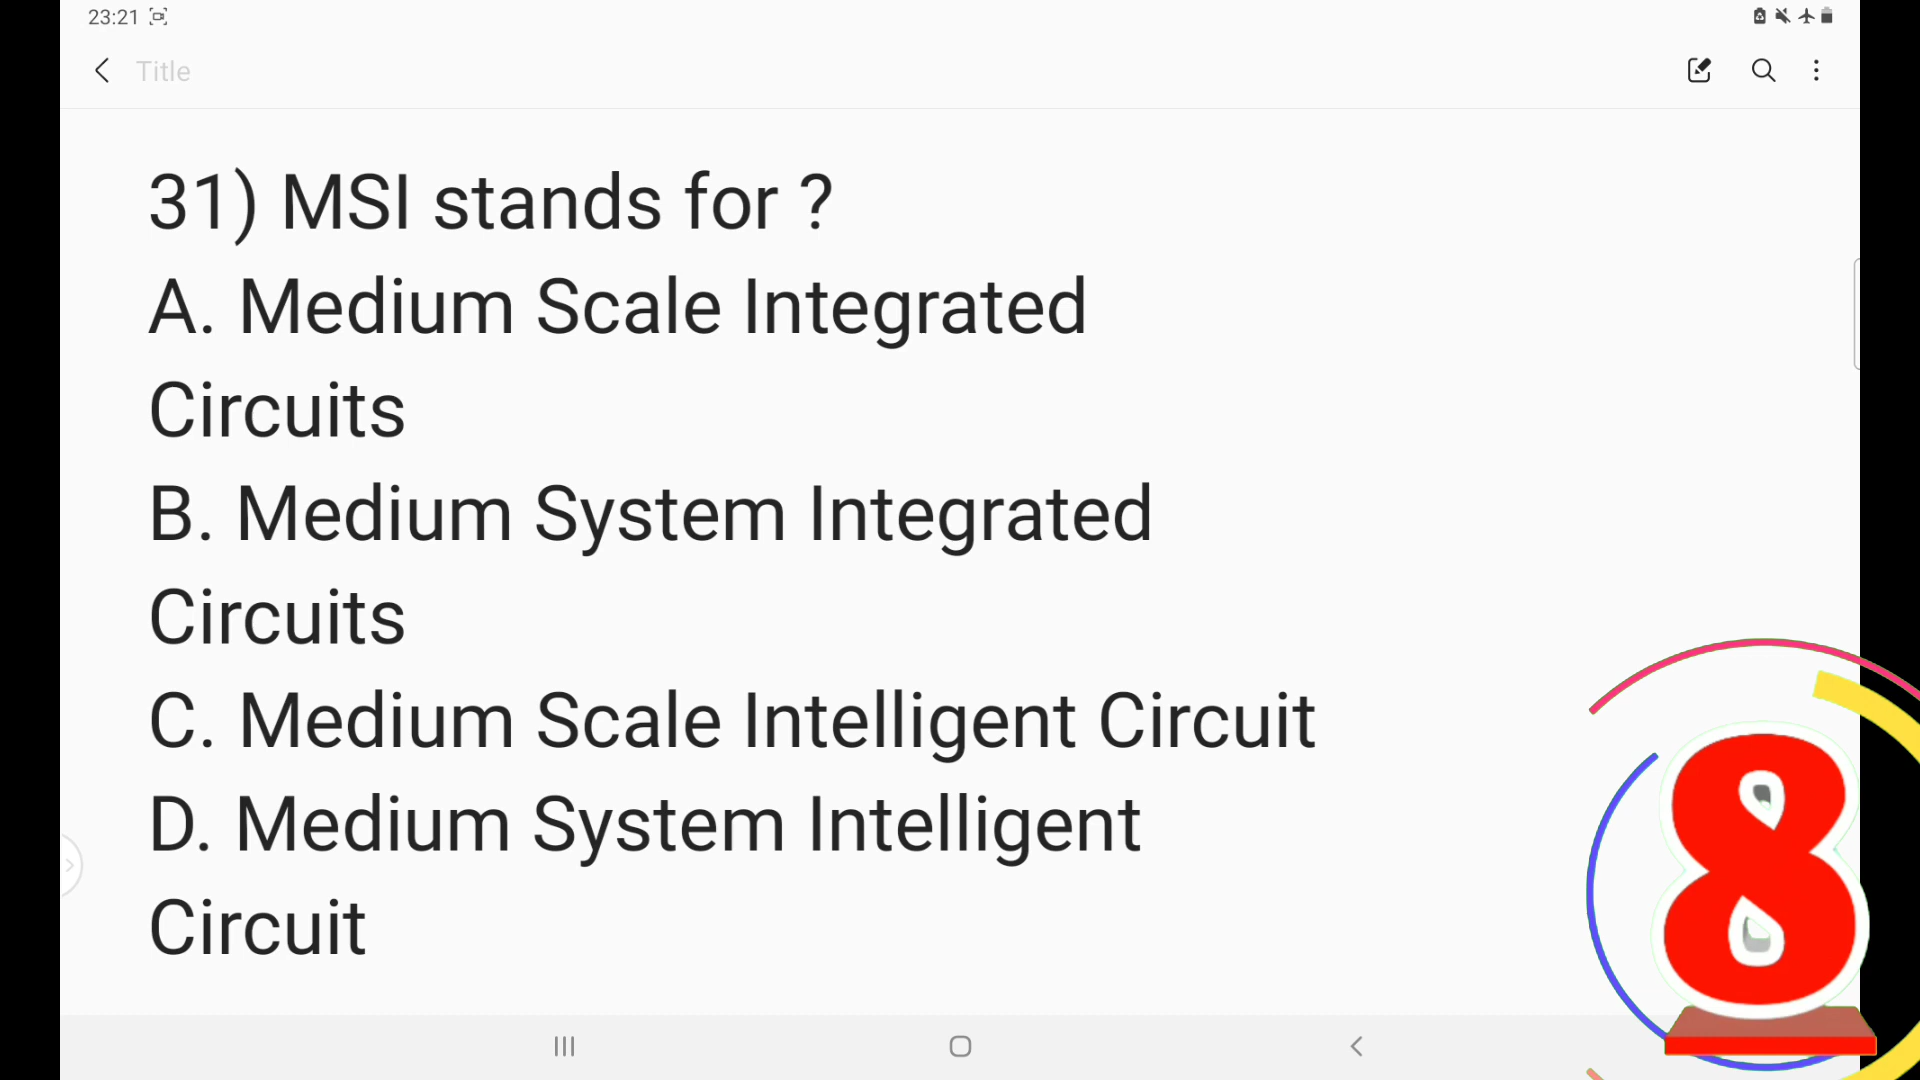 23:21
Title
31) MSI stands for ?
A. Medium Scale Integrated
Circuits
B. Medium System Integrated
Circuits
C. Medium Scale Intelligent Circuit
D. Medium System Intelligent
Circuit
8